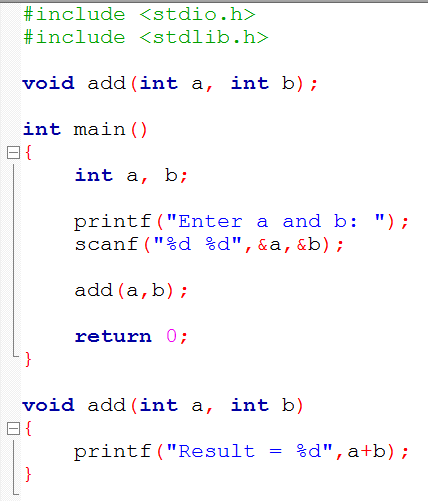 #include <stdio.h>
#include <stdlib.h>
void add(int a, int b);
int main()
{
int a, b;
printf("Enter a and b: ");
scanf("%d %d",&a,&b);
add(a,b);
return 0;
}
void add(int a, int b)
{
printf("Result = %d",a+b);
}